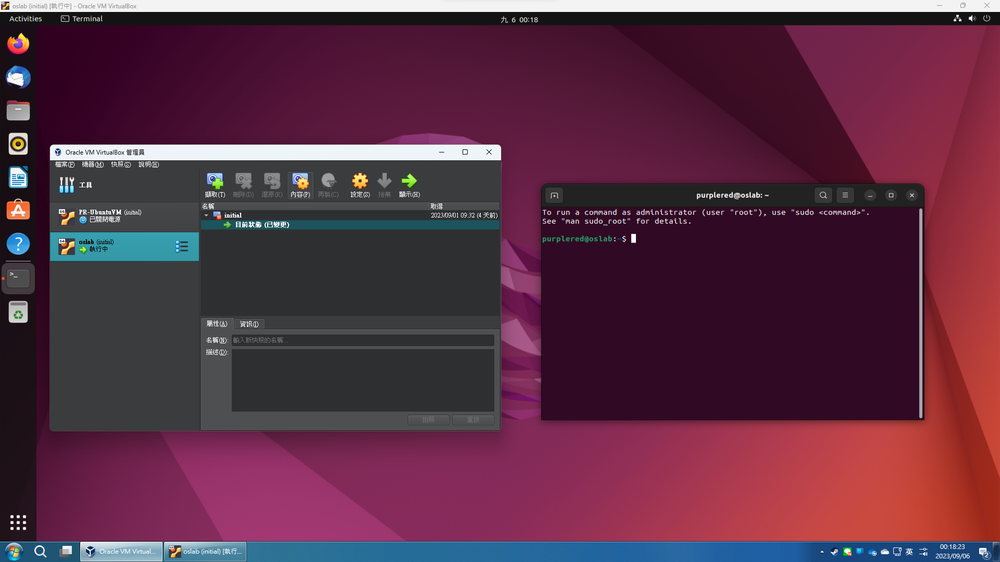 oslab (initial) [執行中] - Oracle VM VirtualBox
Activities
Terminal
九 6 00:18
Oracle VM VirtualBox 管理員
檔案(F) 機器(M) 快照(S) 說明(H)
工具
擷取(T) 刪除(D) 還原(R) 內容(P) 再製(C) 設定(S) 捨棄 顯示(H)
名稱 取得
PR-UbuntuVM (initial)
已關閉電源
oslab (initial)
執行中
initial 2023/09/01 09:32 (4 天前)
目前狀態 (已變更)
屬性(A) 資訊(I)
名稱(N): 輸入新快照的名稱...
描述(D):
拍照 重設
purplered@oslab: ~
To run a command as administrator (user "root"), use "sudo <command>".
See "man sudo_root" for details.
purplered@oslab:~$
Oracle VM Virtual...
oslab (initial) [執行...
英
00:18:23
2023/09/06
2